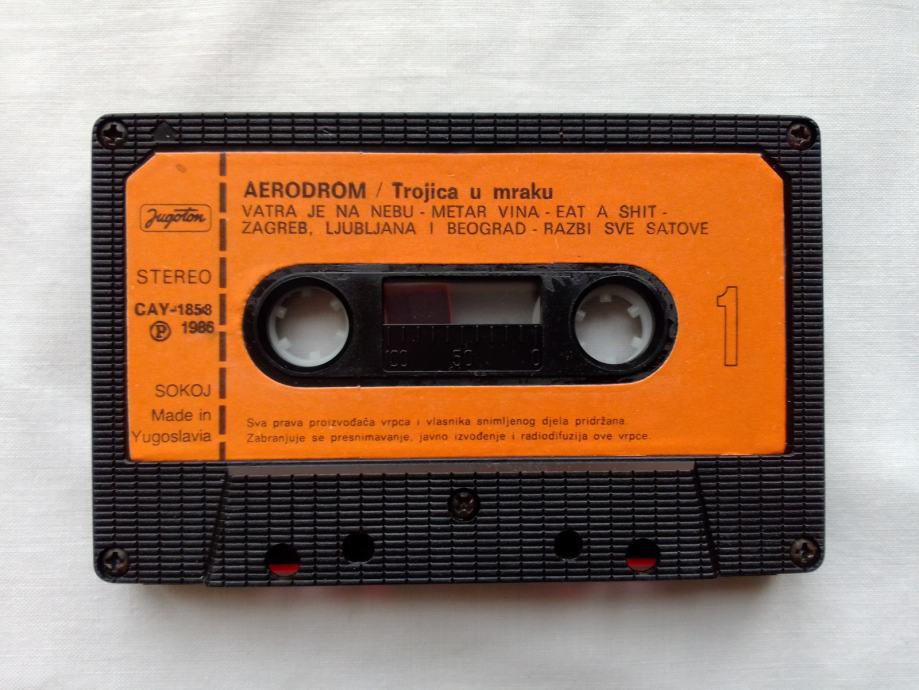 Jugoton
STEREO
CAY-1858
Ⓟ 1986
SOKOJ
Made in
Yugoslavia
AERODROM / Trojica u mraku
VATRA JE NA NEBU - METAR VINA - EAT A SHIT -
ZAGREB, LJUBLJANA I BEOGRAD - RAZBI SVE SATOVE
100 50 0
1
Sva prava proizvođača vrpca i vlasnika snimljenog djela pridržana.
Zabranjuje se presnimavanje, javno izvođenje i radiodifuzija ove vrpce.